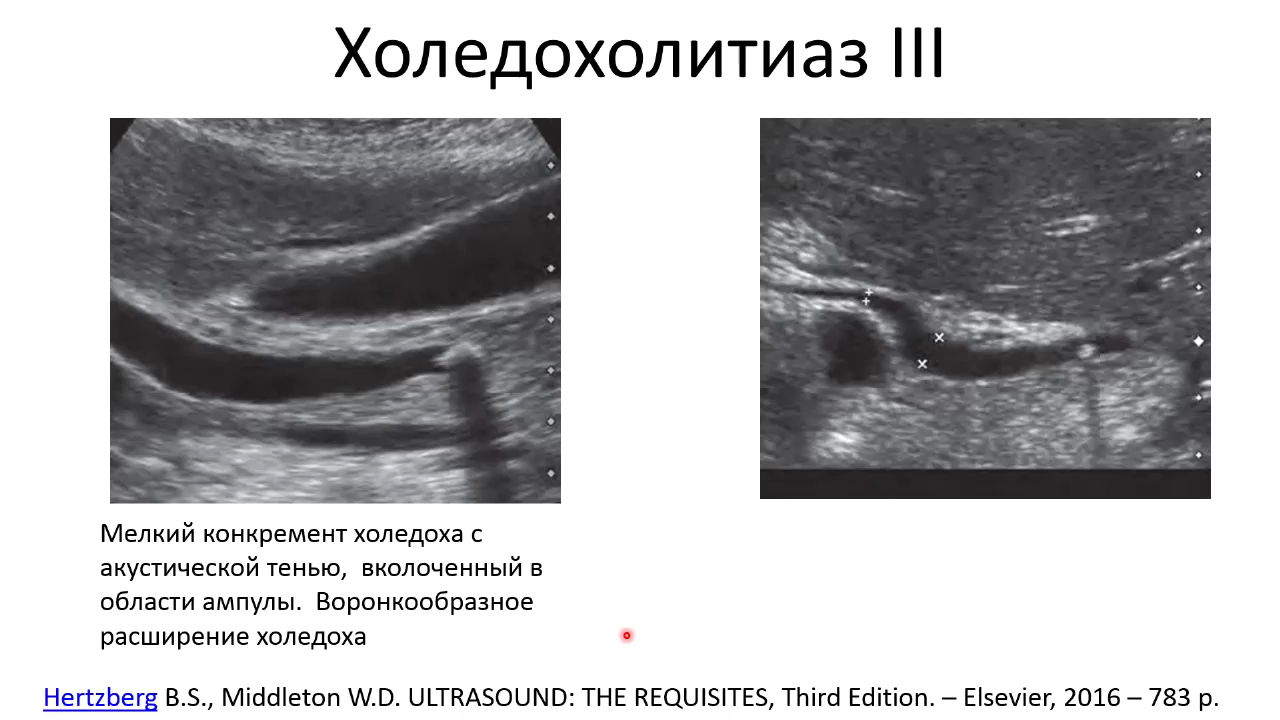 Холедохолитиаз III
Мелкий конкремент холедоха с
акустической тенью,  вколоченный в
области ампулы.  Воронкообразное
расширение холедоха
Hertzberg B.S., Middleton W.D. ULTRASOUND: THE REQUISITES, Third Edition. – Elsevier, 2016 – 783 p.